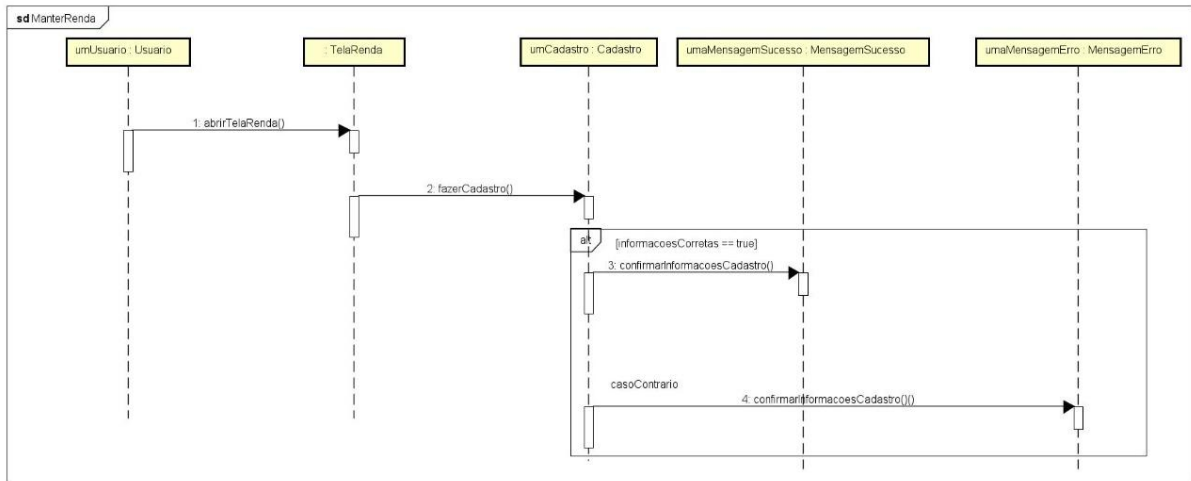 sd ManterRenda
umUsuario : Usuario
: TelaRenda
umCadastro : Cadastro
umaMensagemSucesso : MensagemSucesso
umaMensagemErro : MensagemErro
1: abrirTelaRenda()
2: fazerCadastro()
alt
[informacoesCorretas == true]
3: confirmarInformacoesCadastro()
casoContrario
4: confirmarInformacoesCadastro()()